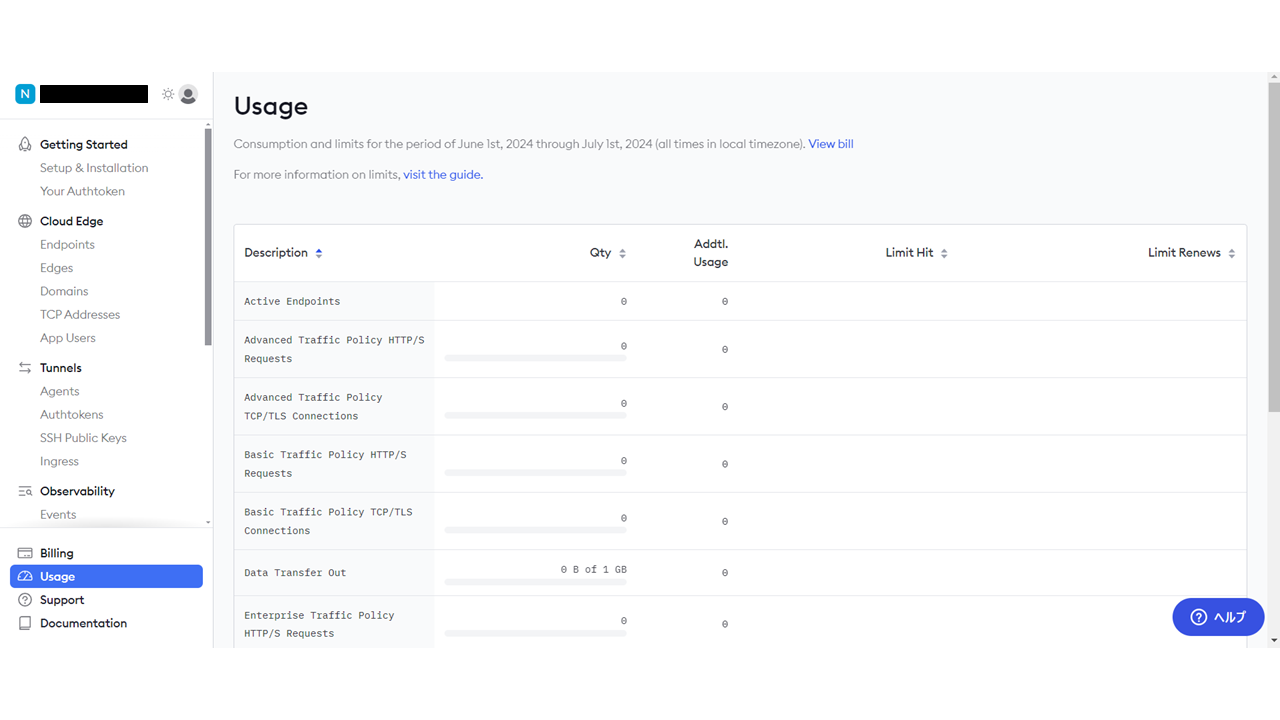 N
Getting Started
Setup & Installation
Your Authtoken
Cloud Edge
Endpoints
Edges
Domains
TCP Addresses
App Users
Tunnels
Agents
Authtokens
SSH Public Keys
Ingress
Observability
Events
Billing
Usage
Support
Documentation
Usage
Consumption and limits for the period of June 1st, 2024 through July 1st, 2024 (all times in local timezone). View bill
For more information on limits, visit the guide.
Description Qty Addtl. Usage Limit Hit Limit Renews
Active Endpoints 0 0
Advanced Traffic Policy HTTP/S
Requests 0 0
Advanced Traffic Policy
TCP/TLS Connections 0 0
Basic Traffic Policy HTTP/S
Requests 0 0
Basic Traffic Policy TCP/TLS
Connections 0 0
Data Transfer Out 0 B of 1 GB 0
Enterprise Traffic Policy
HTTP/S Requests 0 0
ヘルプ